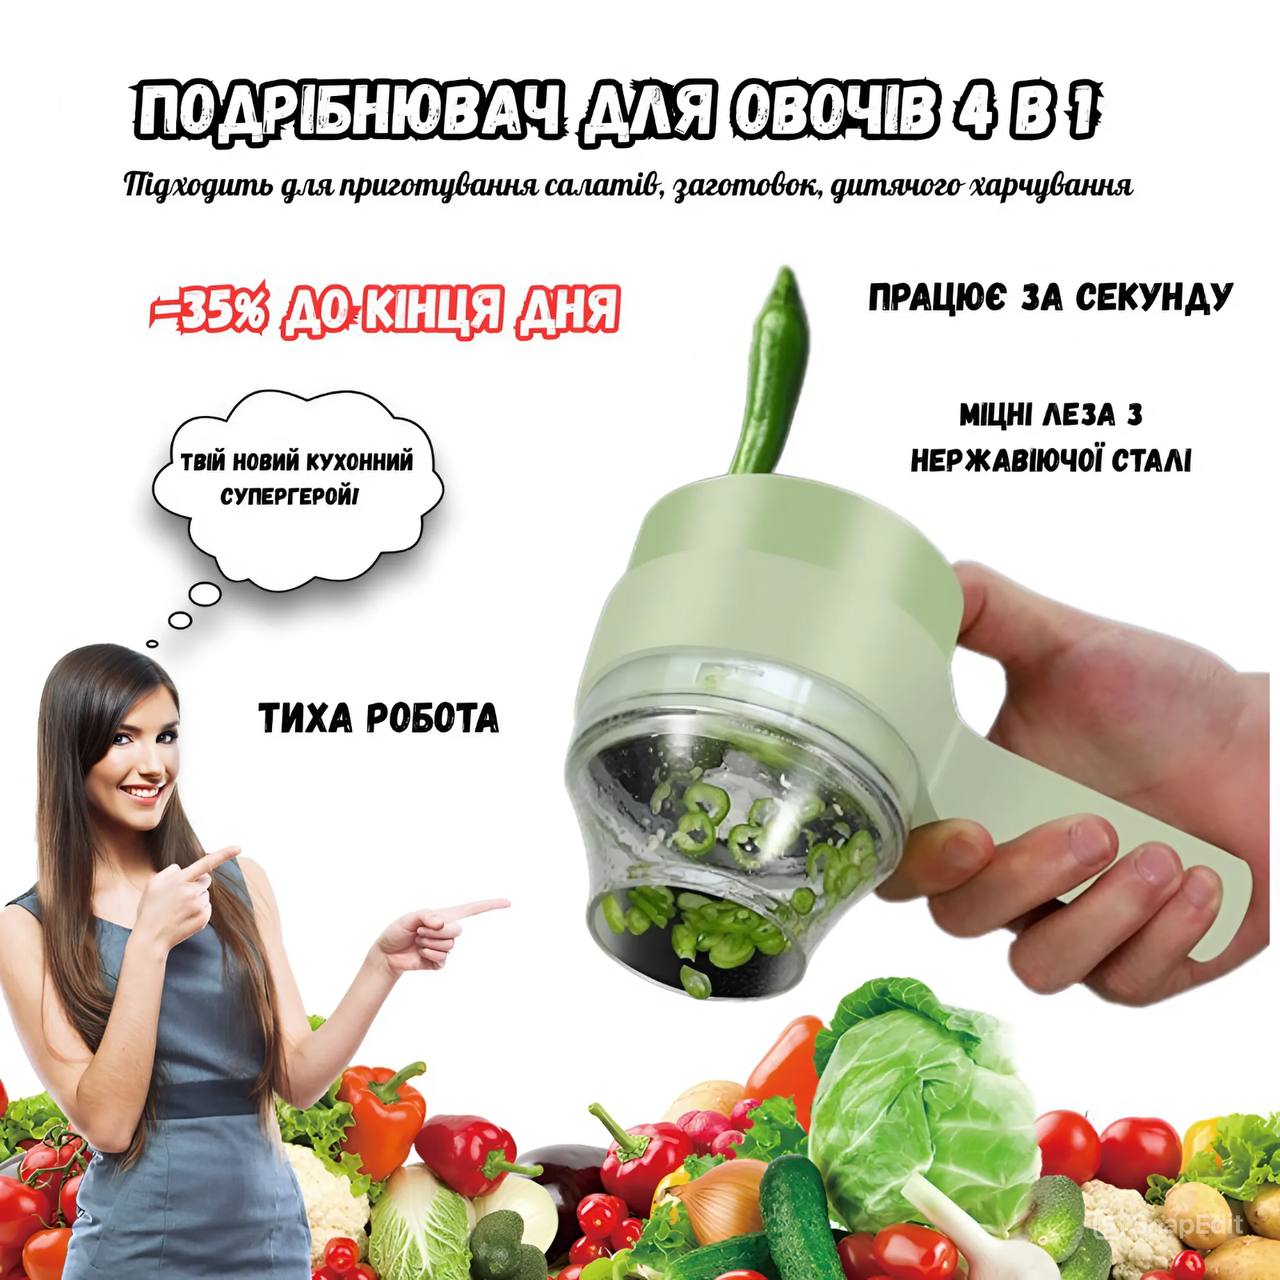 ПОДРІБНЮВАЧ ДЛЯ ОВОЧІВ 4 В 1
Підходить для приготування салатів, заготовок, дитячого харчування
-35% ДО КІНЦЯ ДНЯ
ПРАЦЮЄ ЗА СЕКУНДУ
МІЦНІ ЛЕЗА З
НЕРЖАВІЮЧОЇ СТАЛІ
ТВІЙ НОВИЙ КУХОННИЙ
СУПЕРГЕРОЙ!
ТИХА РОБОТА
SnapEdit